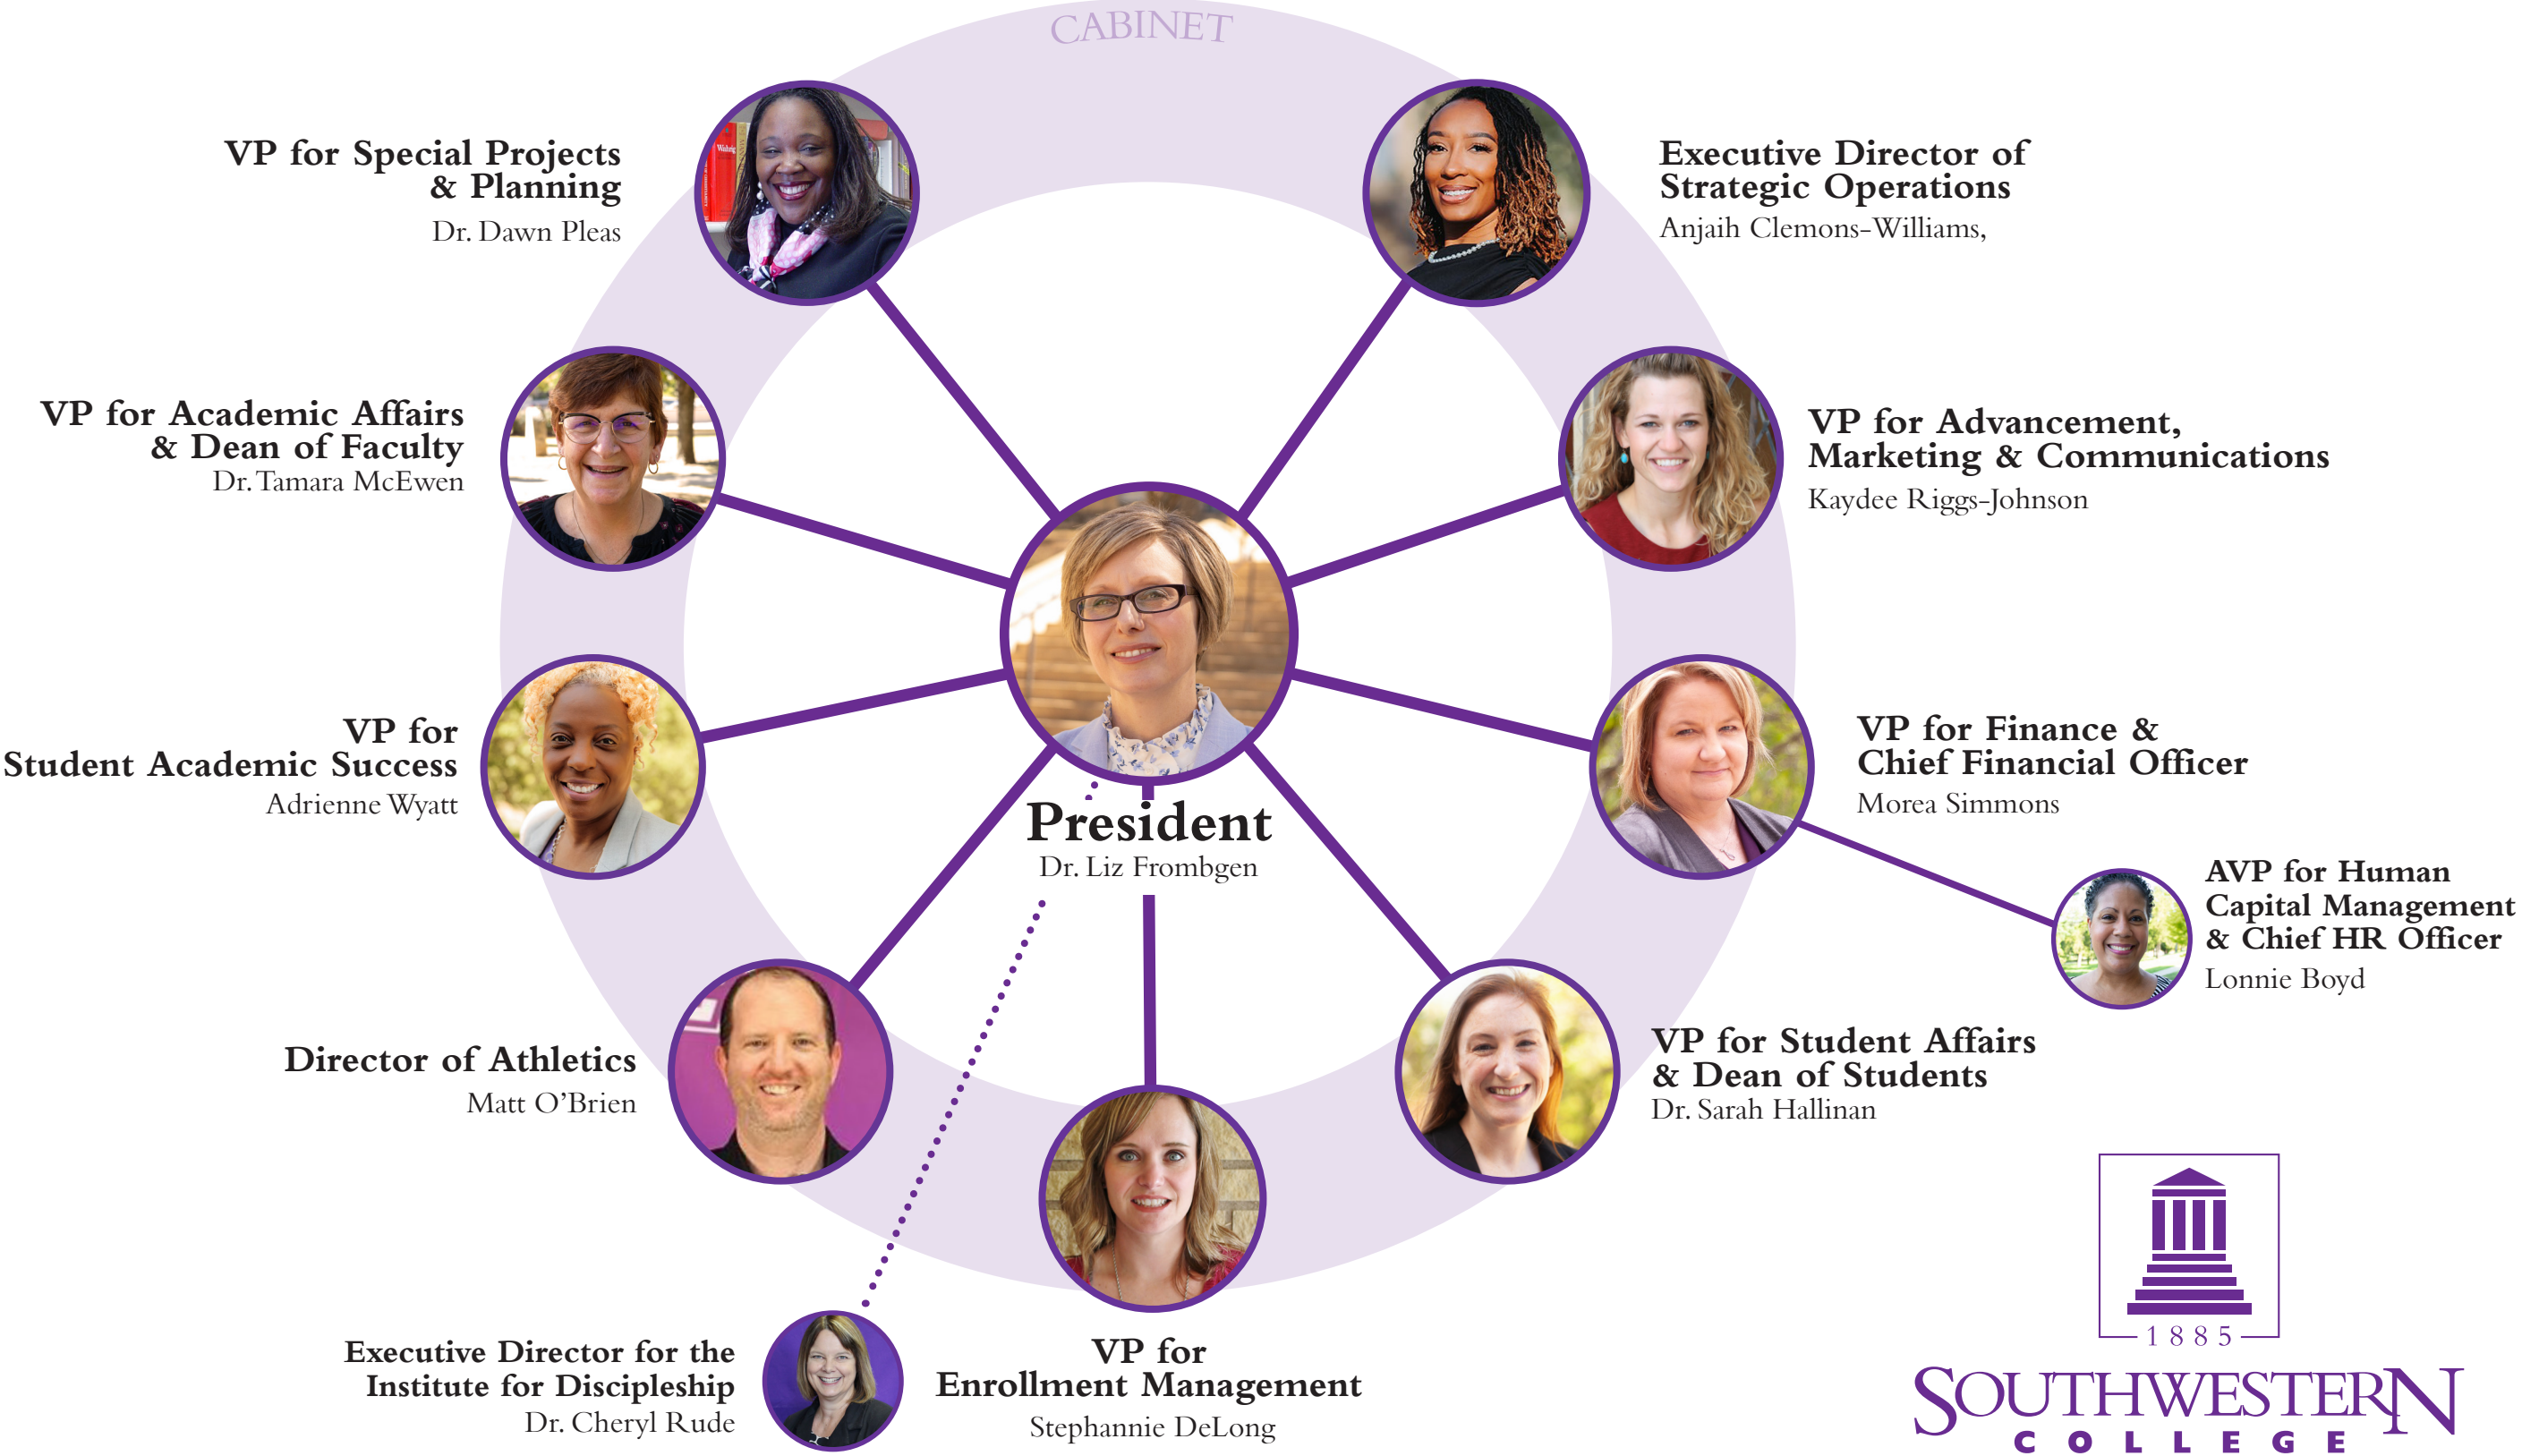 CABINET
VP for Special Projects
& Planning
Dr. Dawn Pleas
Executive Director of
Strategic Operations
Anjaih Clemons-Williams,
VP for Academic Affairs
& Dean of Faculty
Dr. Tamara McEwen
VP for Advancement,
Marketing & Communications
Kaydee Riggs-Johnson
VP for
Student Academic Success
Adrienne Wyatt
President
Dr. Liz Frombgen
VP for Finance &
Chief Financial Officer
Morea Simmons
AVP for Human
Capital Management
& Chief HR Officer
Lonnie Boyd
Director of Athletics
Matt O’Brien
VP for Student Affairs
& Dean of Students
Dr. Sarah Hallinan
Executive Director for the
Institute for Discipleship
Dr. Cheryl Rude
VP for
Enrollment Management
Stephannie DeLong
1885
SOUTHWESTERN
COLLEGE